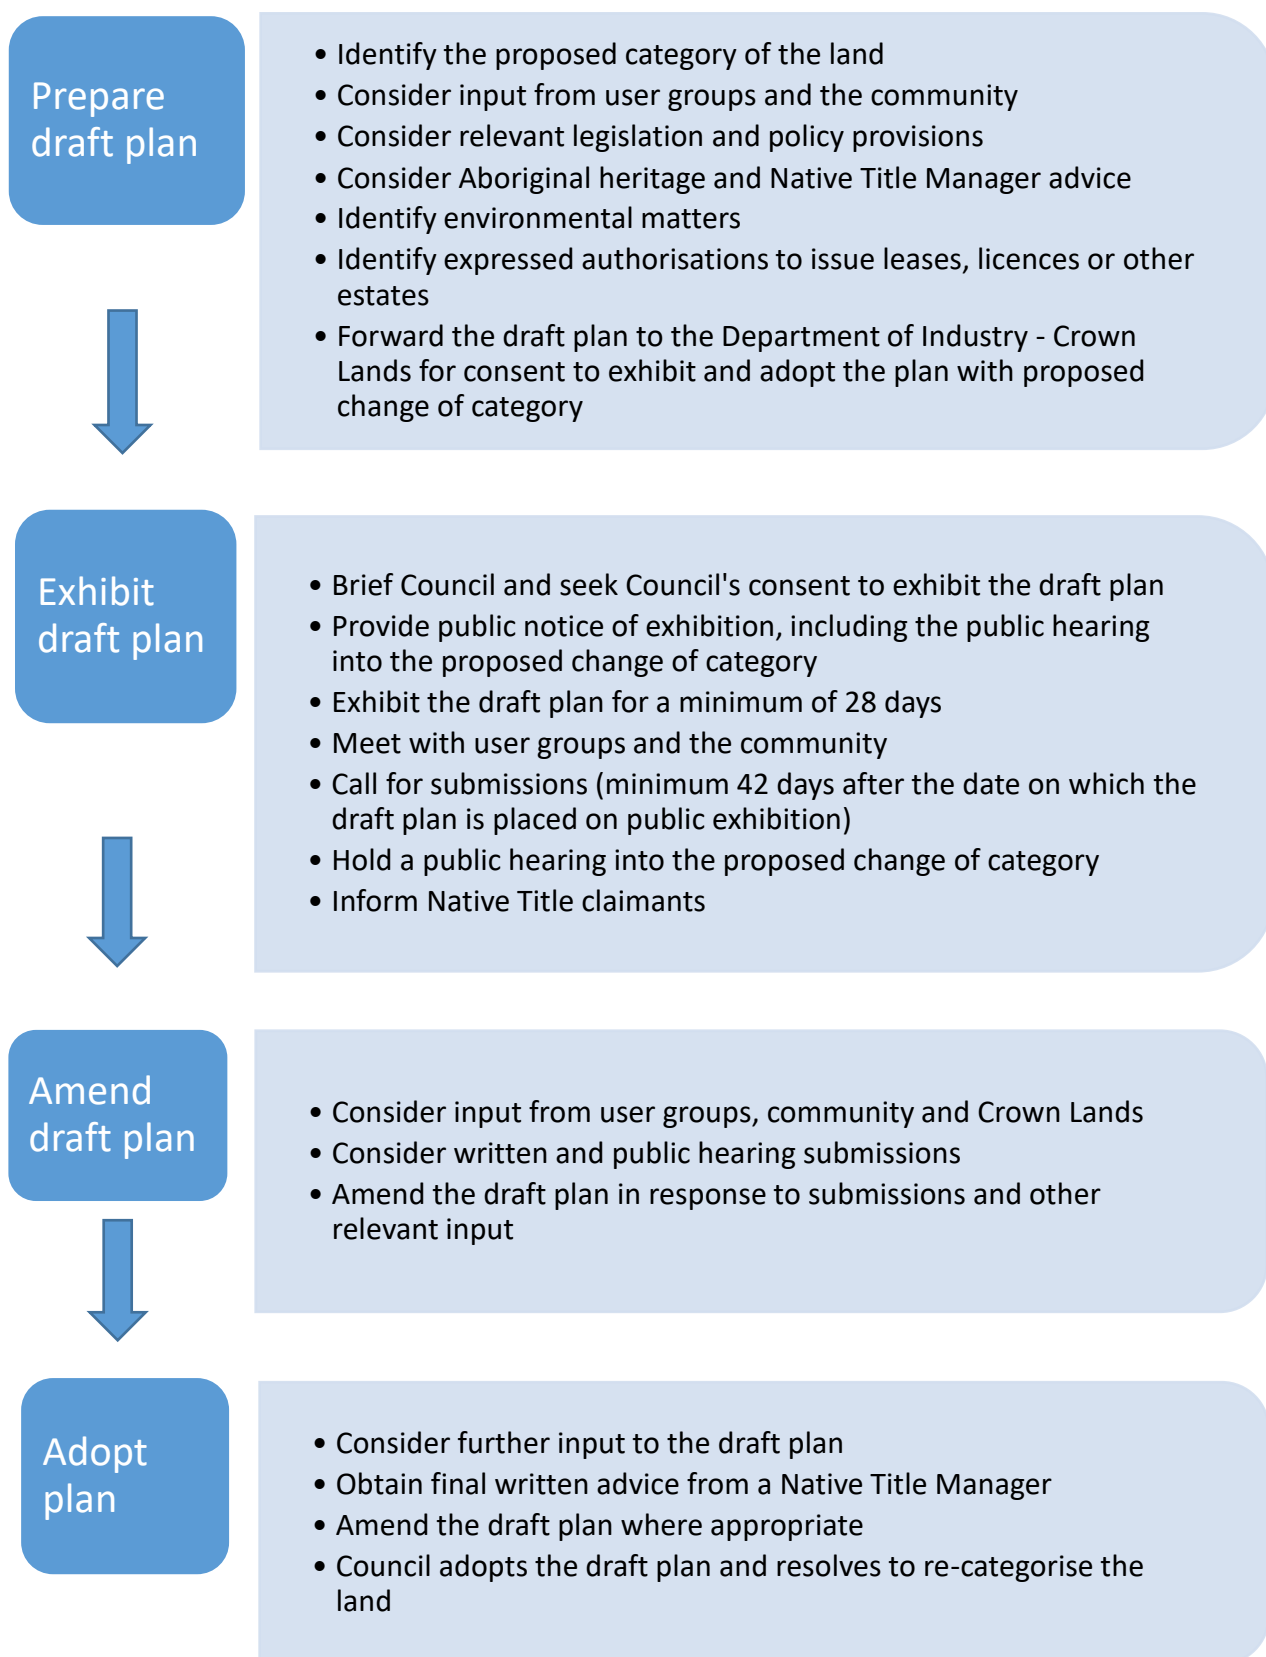 Prepare
draft plan
• Identify the proposed category of the land
• Consider input from user groups and the community
• Consider relevant legislation and policy provisions
• Consider Aboriginal heritage and Native Title Manager advice
• Identify environmental matters
• Identify expressed authorisations to issue leases, licences or other
estates
• Forward the draft plan to the Department of Industry - Crown
Lands for consent to exhibit and adopt the plan with proposed
change of category
Exhibit
draft plan
• Brief Council and seek Council's consent to exhibit the draft plan
• Provide public notice of exhibition, including the public hearing
into the proposed change of category
• Exhibit the draft plan for a minimum of 28 days
• Meet with user groups and the community
• Call for submissions (minimum 42 days after the date on which the
draft plan is placed on public exhibition)
• Hold a public hearing into the proposed change of category
• Inform Native Title claimants
Amend
draft plan
• Consider input from user groups, community and Crown Lands
• Consider written and public hearing submissions
• Amend the draft plan in response to submissions and other
relevant input
Adopt
plan
• Consider further input to the draft plan
• Obtain final written advice from a Native Title Manager
• Amend the draft plan where appropriate
• Council adopts the draft plan and resolves to re-categorise the
land